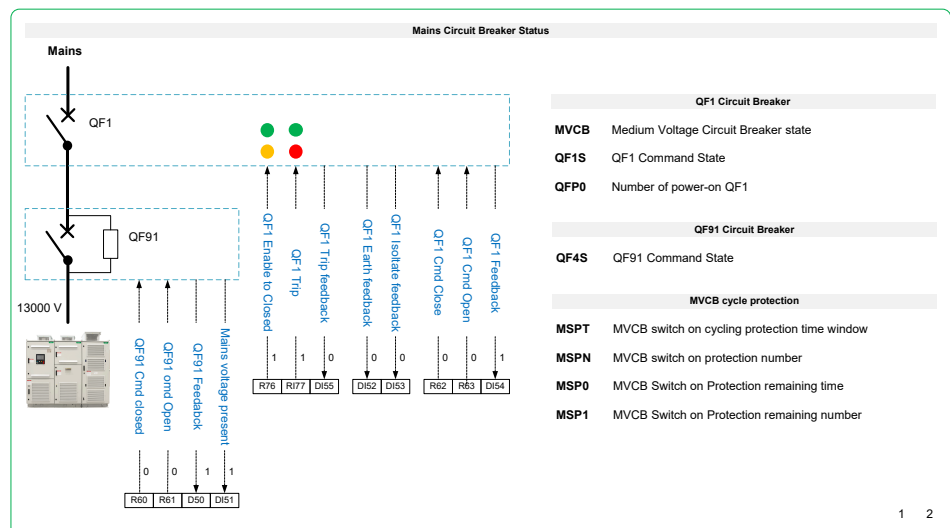 Mains Circuit Breaker Status
Mains
QF1
QF91
13000 V
QF1 Enable to Closed
QF1 Trip
QF1 Trip feedback
QF1 Earth feedback
QF1 Isoltate feedback
QF1 Cmd Close
QF1 Cmd Open
QF1 Feedback
1 1 0 0 0 0 0 1
R76 RI77 DI55 DI52 DI53 R62 R63 DI54
QF91 Cmd closed
QF91 omd Open
QF91 Feedabck
Mains voltage present
0 0 1 1
R60 R61 D50 DI51
QF1 Circuit Breaker
MVCB Medium Voltage Circuit Breaker state
QF1S QF1 Command State
QFP0 Number of power-on QF1
QF91 Circuit Breaker
QF4S QF91 Command State
MVCB cycle protection
MSPT MVCB switch on cycling protection time window
MSPN MVCB switch on protection number
MSP0 MVCB Switch on Protection remaining time
MSP1 MVCB Switch on Protection remaining number
1 2